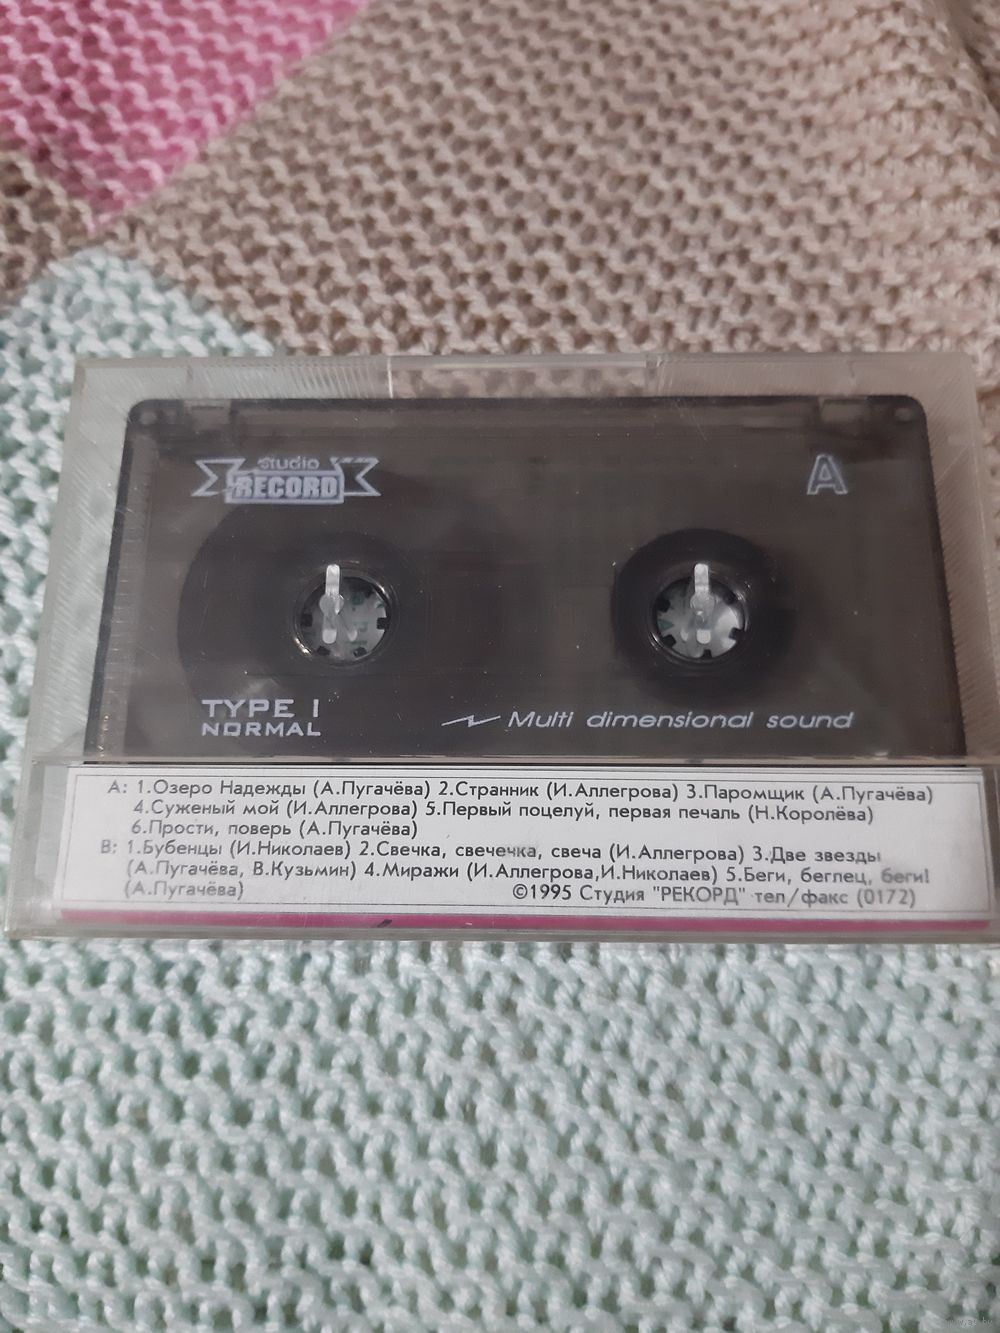 studio
RECORD
A
TYPE I
NORMAL
Multi dimensional sound
А: 1.Озеро Надежды (А.Пугачёва) 2.Странник (И.Аллегрова) 3.Паромщик (А.Пугачёва)
4.Суженый мой (И.Аллегрова) 5.Первый поцелуй, первая печаль (Н.Королёва)
6.Прости, поверь (А.Пугачёва)
В: 1.Бубенцы (И.Николаев) 2.Свечка, свечечка, свеча (И.Аллегрова) 3.Две звезды
(А.Пугачёва, В.Кузьмин) 4.Миражи (И.Аллегрова,И.Николаев) 5.Беги, беглец, беги!
(А.Пугачёва) ©1995 Студия "РЕКОРД" тел/факс (0172)